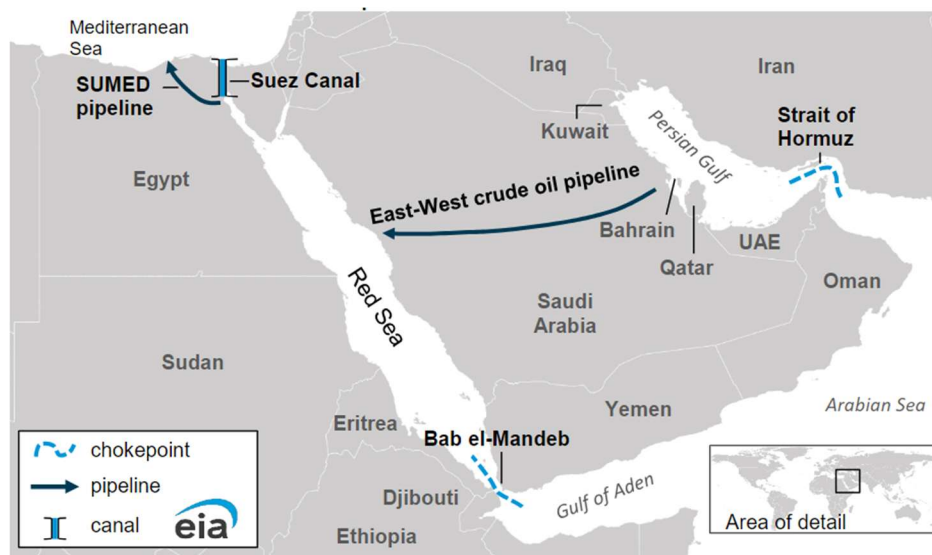 Mediterranean
Sea
SUMED
pipeline
Suez Canal
Iraq
Iran
Kuwait
Persian Gulf
Strait of
Hormuz
Egypt
East-West crude oil pipeline
Bahrain
Qatar
UAE
Oman
Red Sea
Saudi
Arabia
Sudan
Eritrea
Yemen
Arabian Sea
Bab el-Mandeb
Djibouti
Gulf of Aden
Ethiopia
chokepoint
pipeline
canal
eia
Area of detail